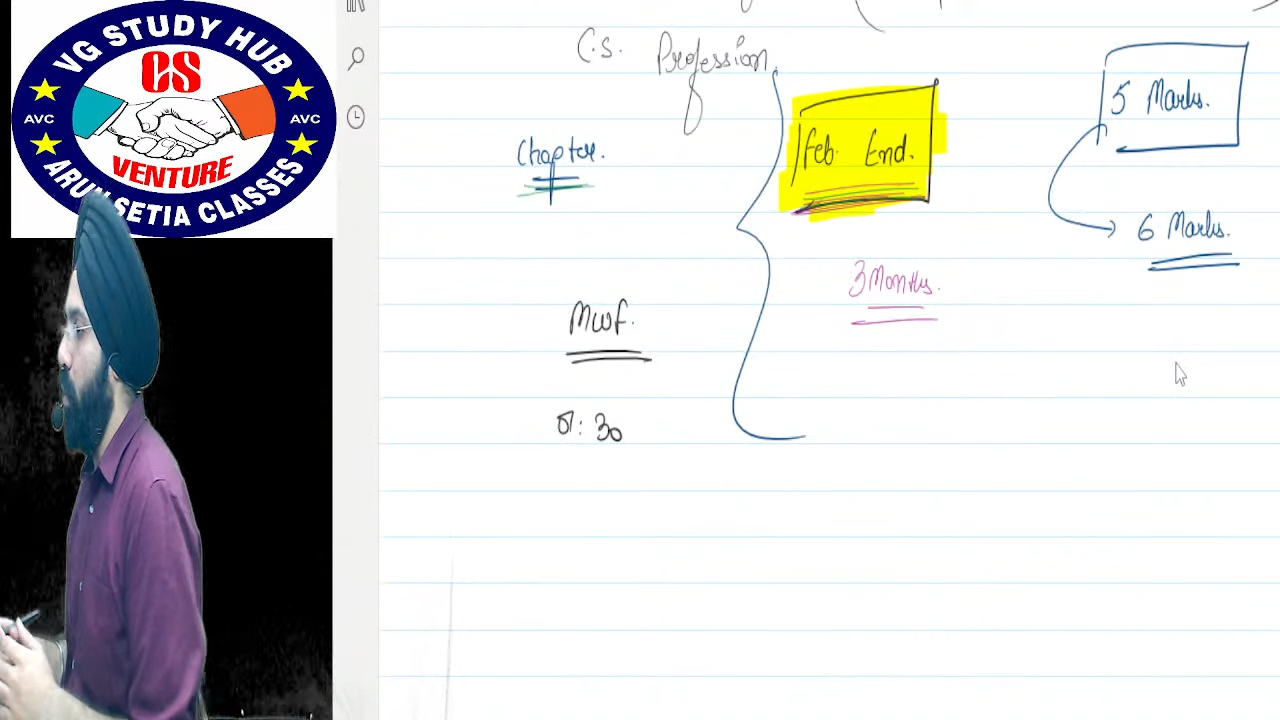 VG STUDY HUB
CS
AVC
AVC
VENTURE
ARUN SETIA CLASSES
C.S. Profession
5 Marks.
Chapter.
Feb. End.
6 Marks.
3 Months.
Mwf.
: 30